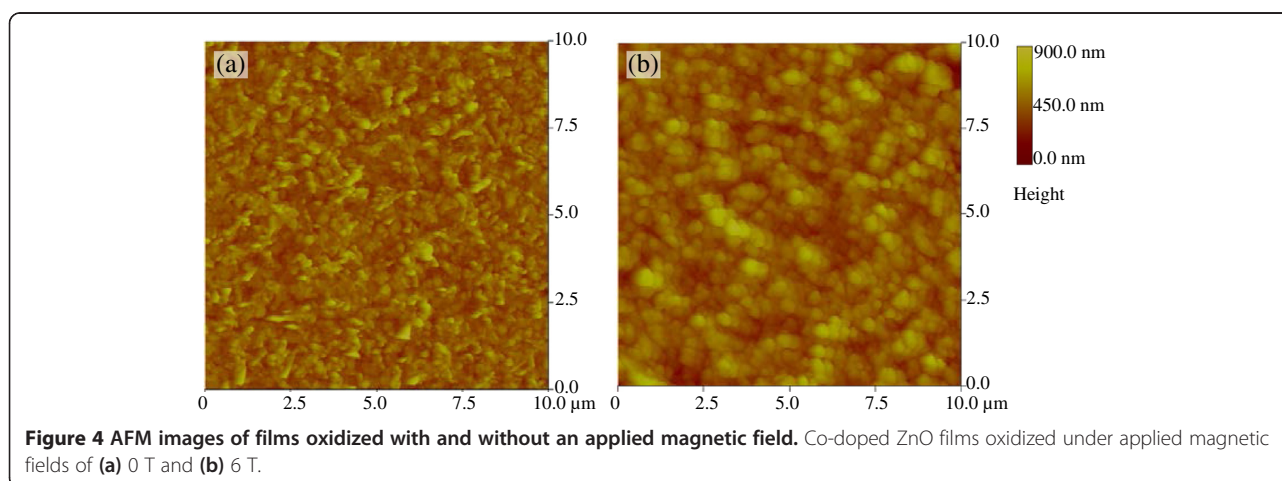 (a)
10.0
7.5
5.0
2.5
0.0
0 2.5 5.0 7.5 10.0 µm
(b)
10.0
7.5
5.0
2.5
0.0
0 2.5 5.0 7.5 10.0 µm
900.0 nm
450.0 nm
0.0 nm
Height
Figure 4 AFM images of films oxidized with and without an applied magnetic field. Co-doped ZnO films oxidized under applied magnetic
fields of (a) 0 T and (b) 6 T.